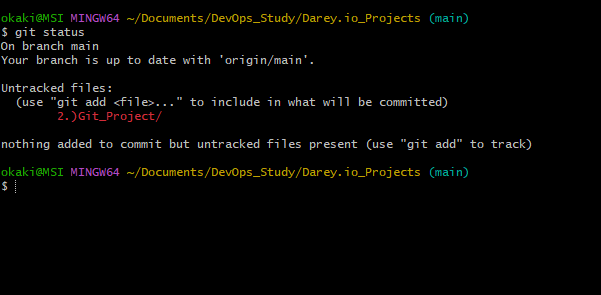 okaki@MSI MINGW64 ~/Documents/DevOps_Study/Darey.io_Projects (main)
$ git status
On branch main
Your branch is up to date with 'origin/main'.

Untracked files:
  (use "git add <file>..." to include in what will be committed)
        2.)Git_Project/

nothing added to commit but untracked files present (use "git add" to track)

okaki@MSI MINGW64 ~/Documents/DevOps_Study/Darey.io_Projects (main)
$